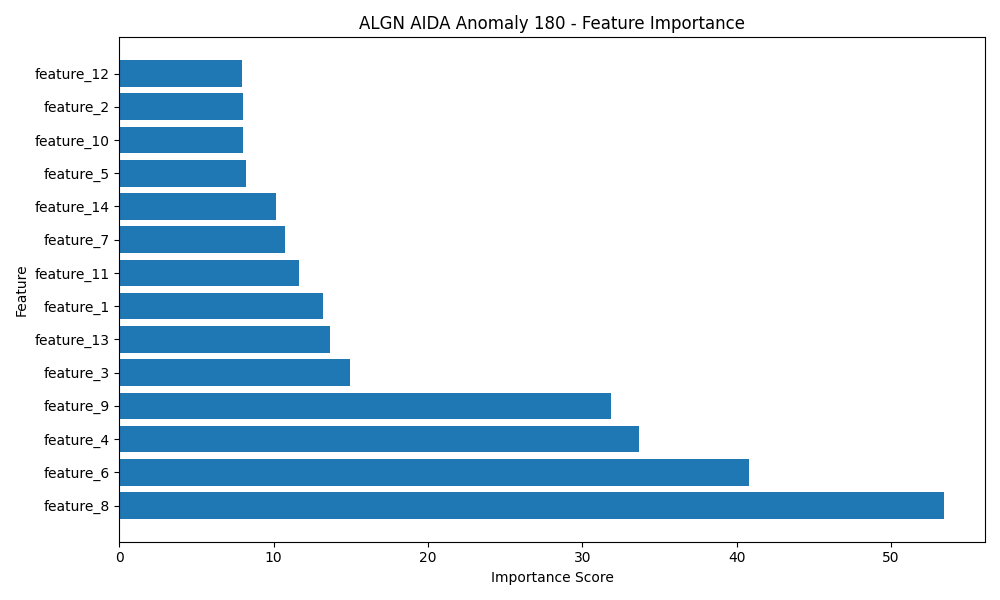 ALGN AIDA Anomaly 180 - Feature Importance
Feature
feature_12
feature_2
feature_10
feature_5
feature_14
feature_7
feature_11
feature_1
feature_13
feature_3
feature_9
feature_4
feature_6
feature_8
0 10 20 30 40 50
Importance Score